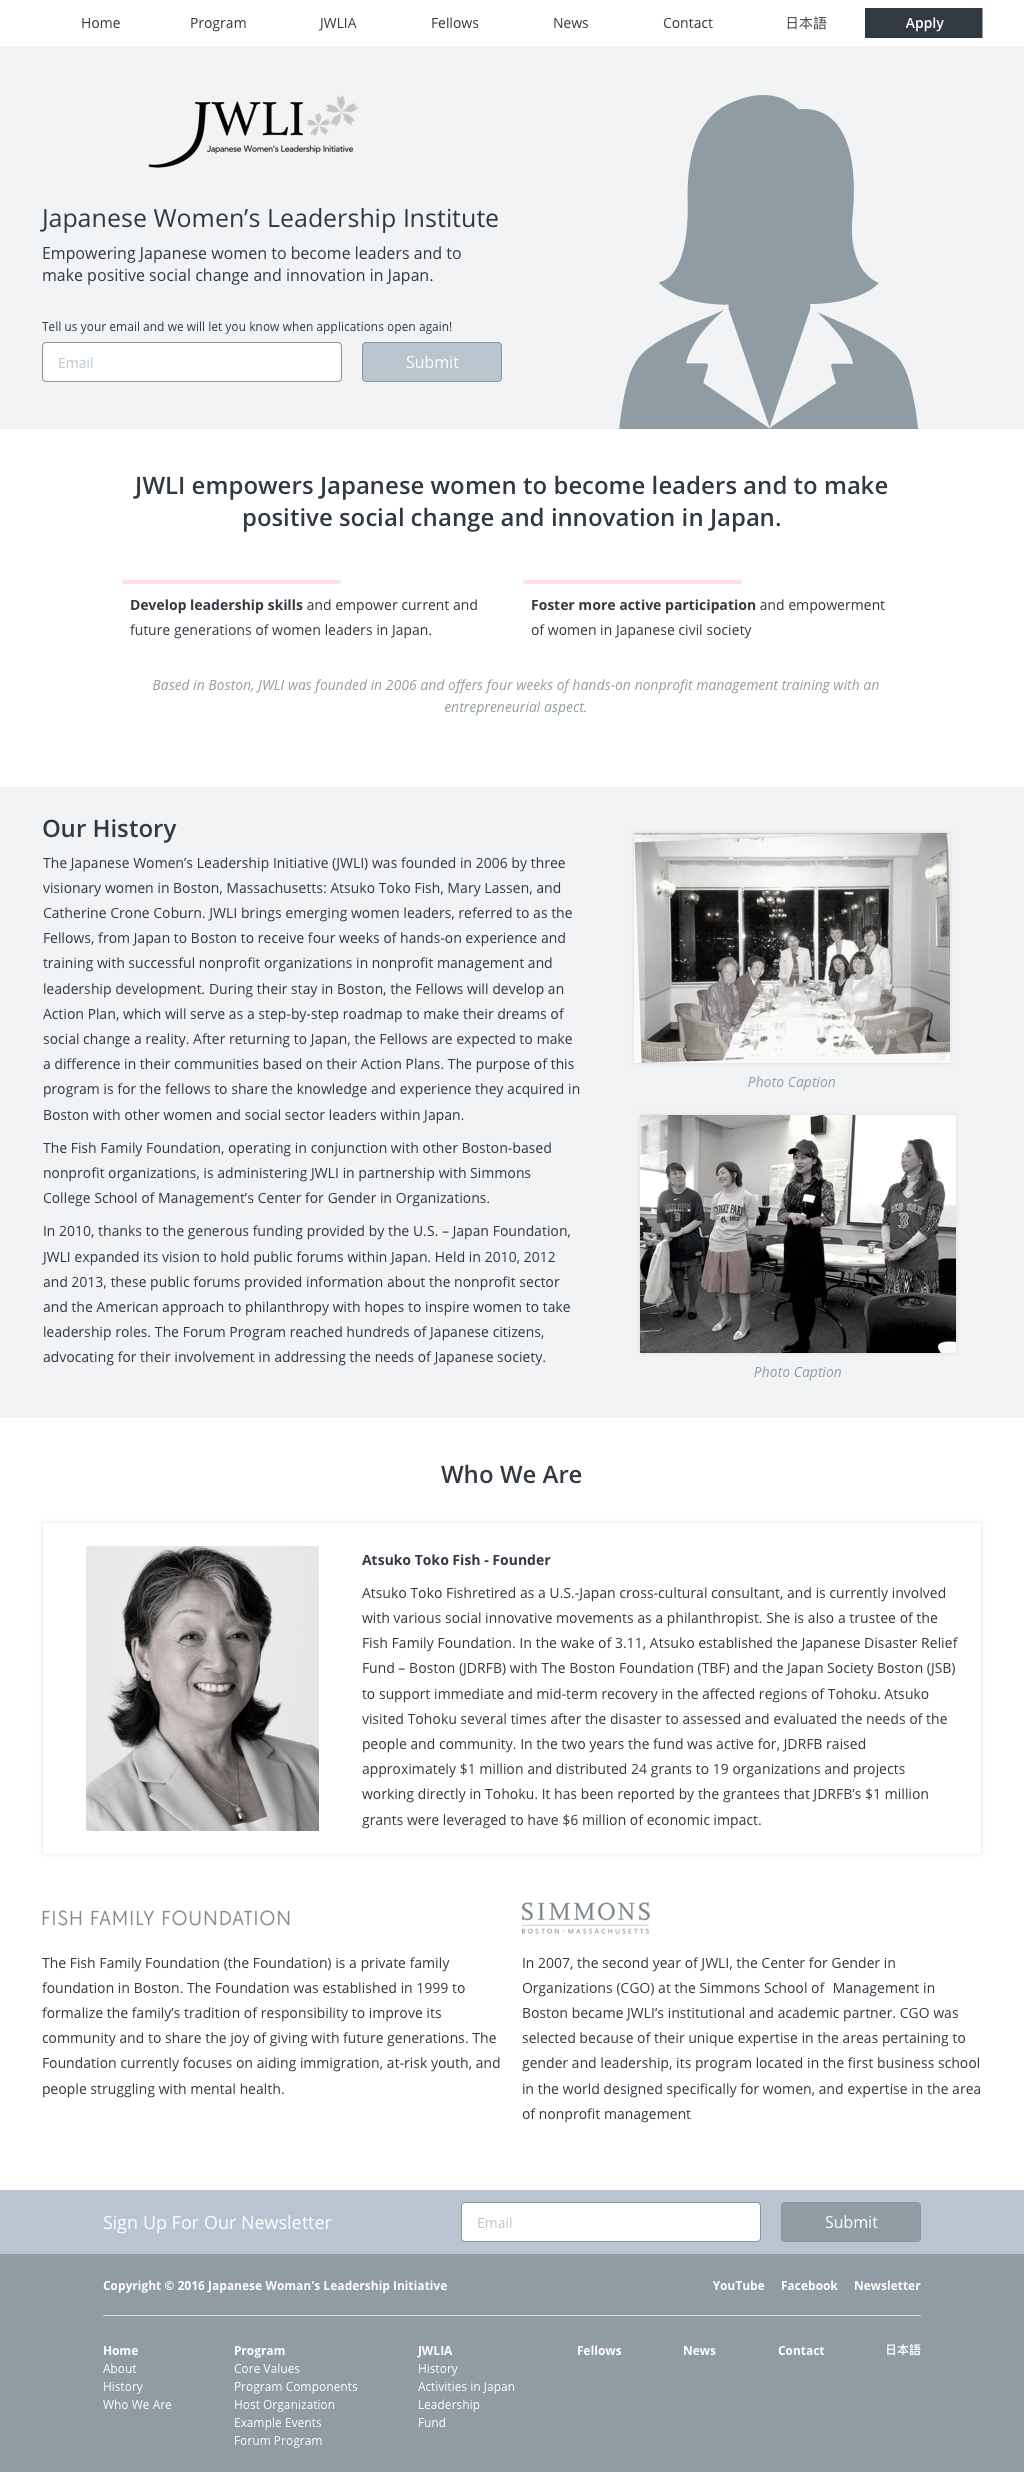 Home Program JWLIA Fellows News Contact 日本語 Apply
JWLI
Japanese Women's Leadership Initiative
Japanese Women's Leadership Institute
Empowering Japanese women to become leaders and to
make positive social change and innovation in Japan.
Tell us your email and we will let you know when applications open again!
Email Submit
JWLI empowers Japanese women to become leaders and to make
positive social change and innovation in Japan.
Develop leadership skills and empower current and
future generations of women leaders in Japan.
Foster more active participation and empowerment
of women in Japanese civil society
Based in Boston, JWLI was founded in 2006 and offers four weeks of hands-on nonprofit management training with an
entrepreneurial aspect.
Our History
The Japanese Women's Leadership Initiative (JWLI) was founded in 2006 by three
visionary women in Boston, Massachusetts: Atsuko Toko Fish, Mary Lassen, and
Catherine Crone Coburn. JWLI brings emerging women leaders, referred to as the
Fellows, from Japan to Boston to receive four weeks of hands-on experience and
training with successful nonprofit organizations in nonprofit management and
leadership development. During their stay in Boston, the Fellows will develop an
Action Plan, which will serve as a step-by-step roadmap to make their dreams of
social change a reality. After returning to Japan, the Fellows are expected to make
a difference in their communities based on their Action Plans. The purpose of this
program is for the fellows to share the knowledge and experience they acquired in
Boston with other women and social sector leaders within Japan.
The Fish Family Foundation, operating in conjunction with other Boston-based
nonprofit organizations, is administering JWLI in partnership with Simmons
College School of Management's Center for Gender in Organizations.
In 2010, thanks to the generous funding provided by the U.S. – Japan Foundation,
JWLI expanded its vision to hold public forums within Japan. Held in 2010, 2012
and 2013, these public forums provided information about the nonprofit sector
and the American approach to philanthropy with hopes to inspire women to take
leadership roles. The Forum Program reached hundreds of Japanese citizens,
advocating for their involvement in addressing the needs of Japanese society.
Photo Caption
RED SOX
Photo Caption
Who We Are
Atsuko Toko Fish - Founder
Atsuko Toko Fishretired as a U.S.-Japan cross-cultural consultant, and is currently involved
with various social innovative movements as a philanthropist. She is also a trustee of the
Fish Family Foundation. In the wake of 3.11, Atsuko established the Japanese Disaster Relief
Fund – Boston (JDRFB) with The Boston Foundation (TBF) and the Japan Society Boston (JSB)
to support immediate and mid-term recovery in the affected regions of Tohoku. Atsuko
visited Tohoku several times after the disaster to assessed and evaluated the needs of the
people and community. In the two years the fund was active for, JDRFB raised
approximately $1 million and distributed 24 grants to 19 organizations and projects
working directly in Tohoku. It has been reported by the grantees that JDRFB's $1 million
grants were leveraged to have $6 million of economic impact.
FISH FAMILY FOUNDATION
The Fish Family Foundation (the Foundation) is a private family
foundation in Boston. The Foundation was established in 1999 to
formalize the family's tradition of responsibility to improve its
community and to share the joy of giving with future generations. The
Foundation currently focuses on aiding immigration, at-risk youth, and
people struggling with mental health.
SIMMONS
BOSTON • MASSACHUSETTS
In 2007, the second year of JWLI, the Center for Gender in
Organizations (CGO) at the Simmons School of Management in
Boston became JWLI's institutional and academic partner. CGO was
selected because of their unique expertise in the areas pertaining to
gender and leadership, its program located in the first business school
in the world designed specifically for women, and expertise in the area
of nonprofit management
Sign Up For Our Newsletter Email Submit
Copyright © 2016 Japanese Woman's Leadership Initiative YouTube Facebook Newsletter
Home
About
History
Who We Are
Program
Core Values
Program Components
Host Organization
Example Events
Forum Program
JWLIA
History
Activities in Japan
Leadership
Fund
Fellows
News
Contact
日本語